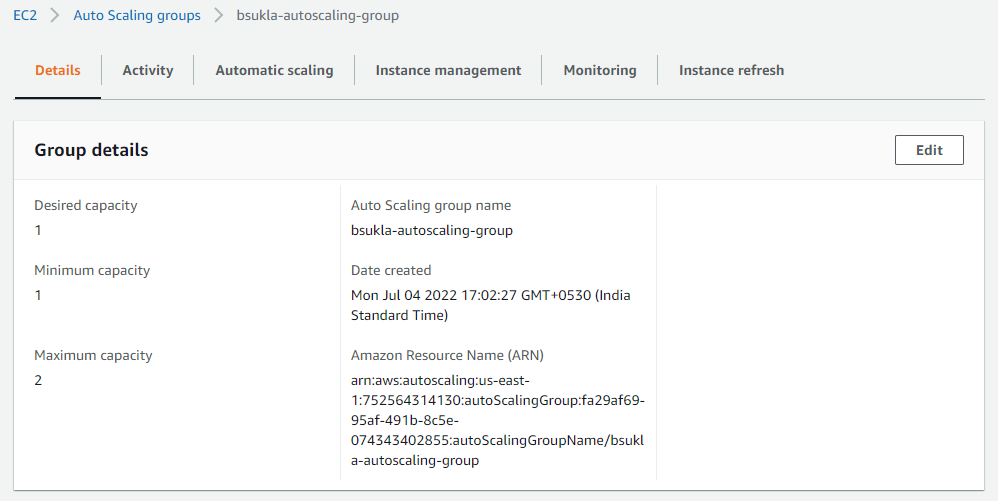 EC2 > Auto Scaling groups > bsukla-autoscaling-group
Details Activity Automatic scaling Instance management Monitoring Instance refresh
Group details
Edit
Desired capacity
1
Minimum capacity
1
Maximum capacity
2
Auto Scaling group name
bsukla-autoscaling-group
Date created
Mon Jul 04 2022 17:02:27 GMT+0530 (India
Standard Time)
Amazon Resource Name (ARN)
arn:aws:autoscaling:us-east-
1:752564314130:autoScalingGroup:fa29af69-
95af-491b-8c5e-
074343402855:autoScalingGroupName/bsukl
a-autoscaling-group